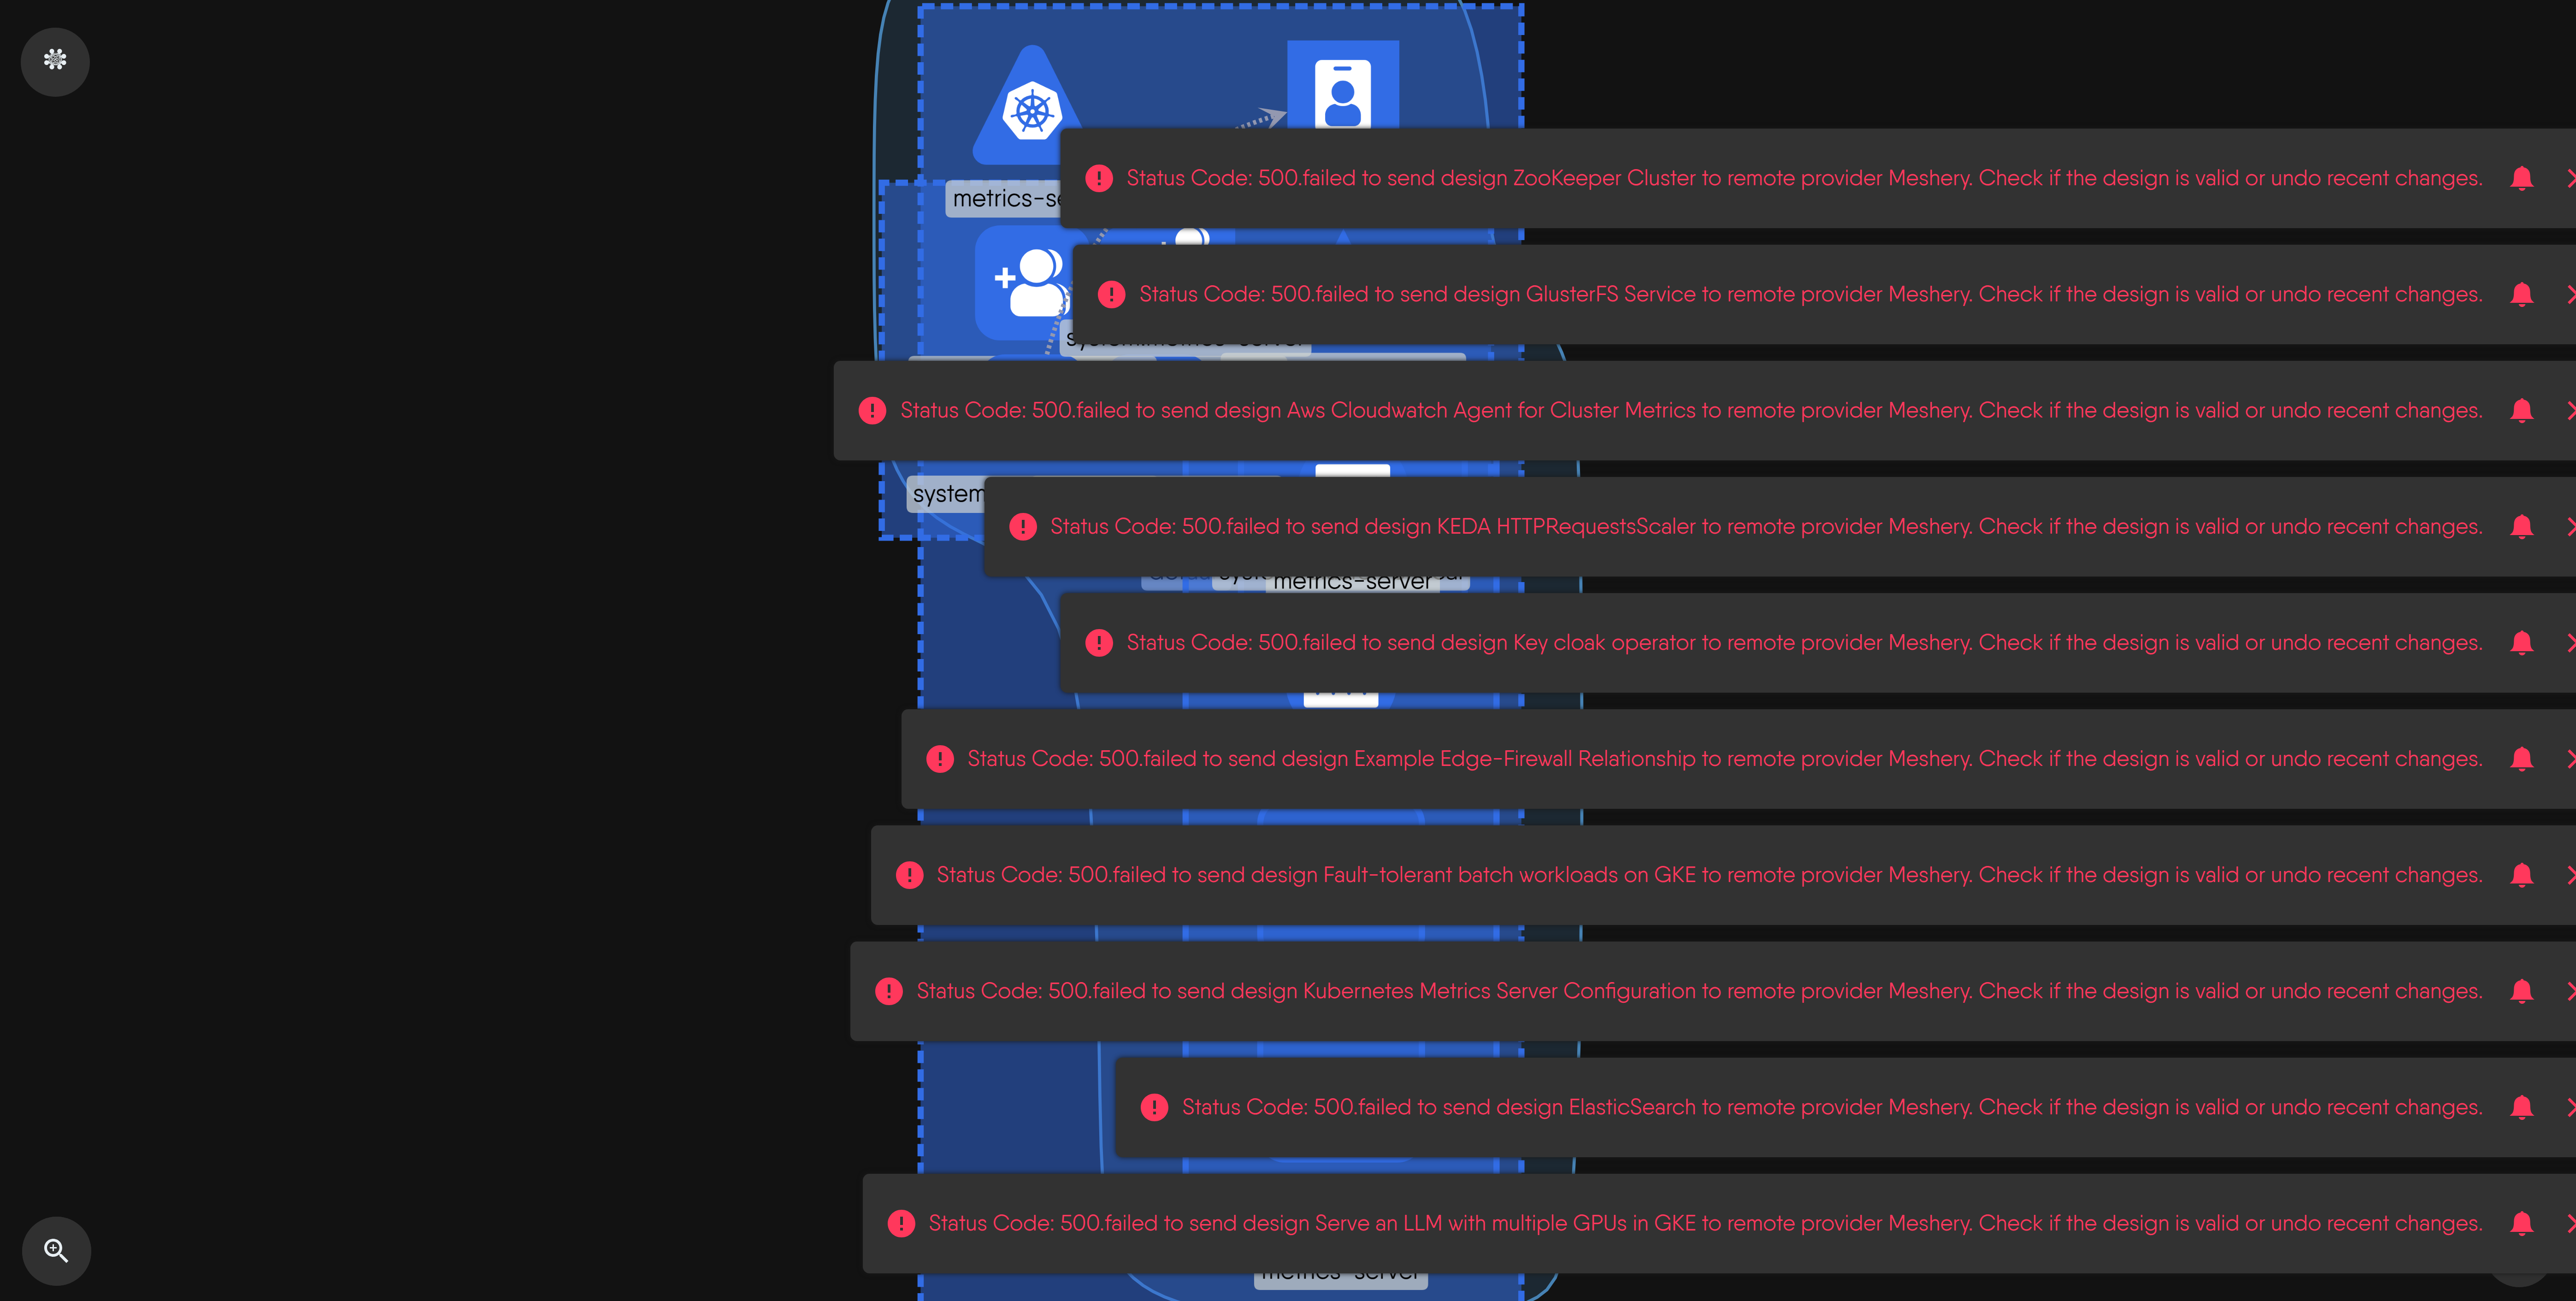 metrics-se
Status Code: 500.failed to send design ZooKeeper Cluster to remote provider Meshery. Check if the design is valid or undo recent changes.
Status Code: 500.failed to send design GlusterFS Service to remote provider Meshery. Check if the design is valid or undo recent changes.
system:metrics-server
Status Code: 500.failed to send design Aws Cloudwatch Agent for Cluster Metrics to remote provider Meshery. Check if the design is valid or undo recent changes.
system
Status Code: 500.failed to send design KEDA HTTPRequestsScaler to remote provider Meshery. Check if the design is valid or undo recent changes.
metrics-server
Status Code: 500.failed to send design Key cloak operator to remote provider Meshery. Check if the design is valid or undo recent changes.
Status Code: 500.failed to send design Example Edge-Firewall Relationship to remote provider Meshery. Check if the design is valid or undo recent changes.
Status Code: 500.failed to send design Fault-tolerant batch workloads on GKE to remote provider Meshery. Check if the design is valid or undo recent changes.
Status Code: 500.failed to send design Kubernetes Metrics Server Configuration to remote provider Meshery. Check if the design is valid or undo recent changes.
Status Code: 500.failed to send design ElasticSearch to remote provider Meshery. Check if the design is valid or undo recent changes.
Status Code: 500.failed to send design Serve an LLM with multiple GPUs in GKE to remote provider Meshery. Check if the design is valid or undo recent changes.
metrics-server